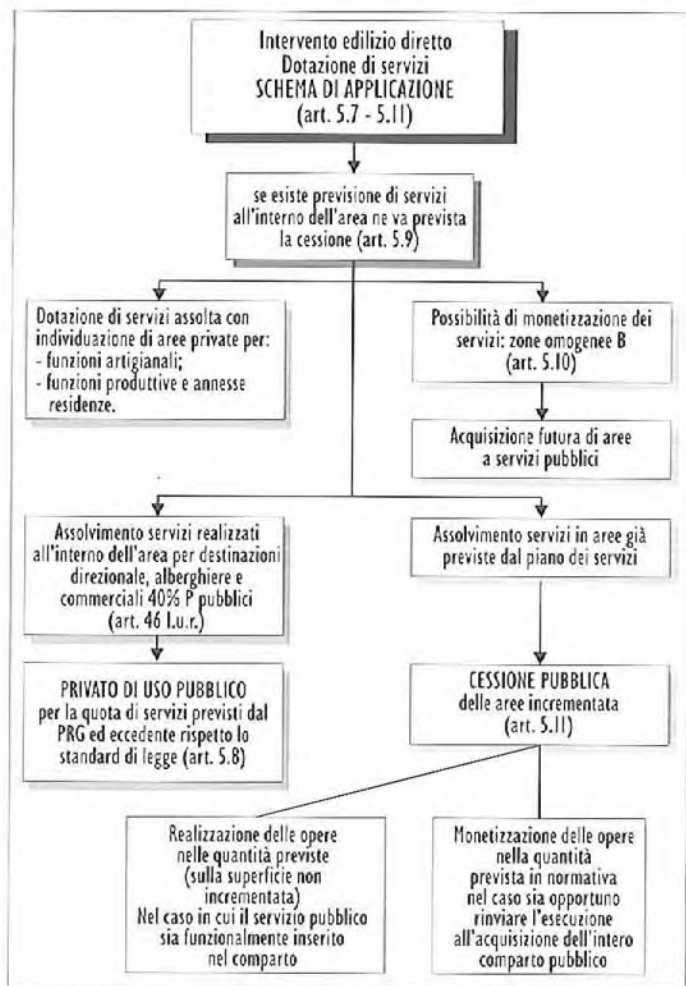 Intervento edilizio diretto
Dotazione di servizi
SCHEMA DI APPLICAZIONE
(art. 5.7 - 5.11)
se esiste previsione di servizi
all'interno dell'area ne va prevista
la cessione (art. 5.9)
Dotazione di servizi assolta con
individuazione di aree private per:
- funzioni artigianali;
- funzioni produttive e annesse
residenze.
Possibilità di monetizzazione dei
servizi: zone omogenee B
(art. 5.10)
Acquisizione futura di aree
a servizi pubblici
Assolvimento servizi realizzati
all'interno dell'area per destinazioni
direzionale, alberghiere e
commerciali 40% P pubblici
(art. 46 l.u.r.)
Assolvimento servizi in aree già
previste dal piano dei servizi
PRIVATO DI USO PUBBLICO
per la quota di servizi previsti dal
PRG ed eccedente rispetto lo
standard di legge (art. 5.8)
CESSIONE PUBBLICA
delle aree incrementata
(art. 5.11)
Realizzazione delle opere
nelle quantità previste
(sulla superficie non
incrementata)
Nel caso in cui il servizio pubblico
sia funzionalmente inserito
nel comparto
Monetizzazione delle opere
nella quantità
prevista in normativa
nel caso sia opportuno
rinviare l'esecuzione
all'acquisizione dell'intero
comparto pubblico